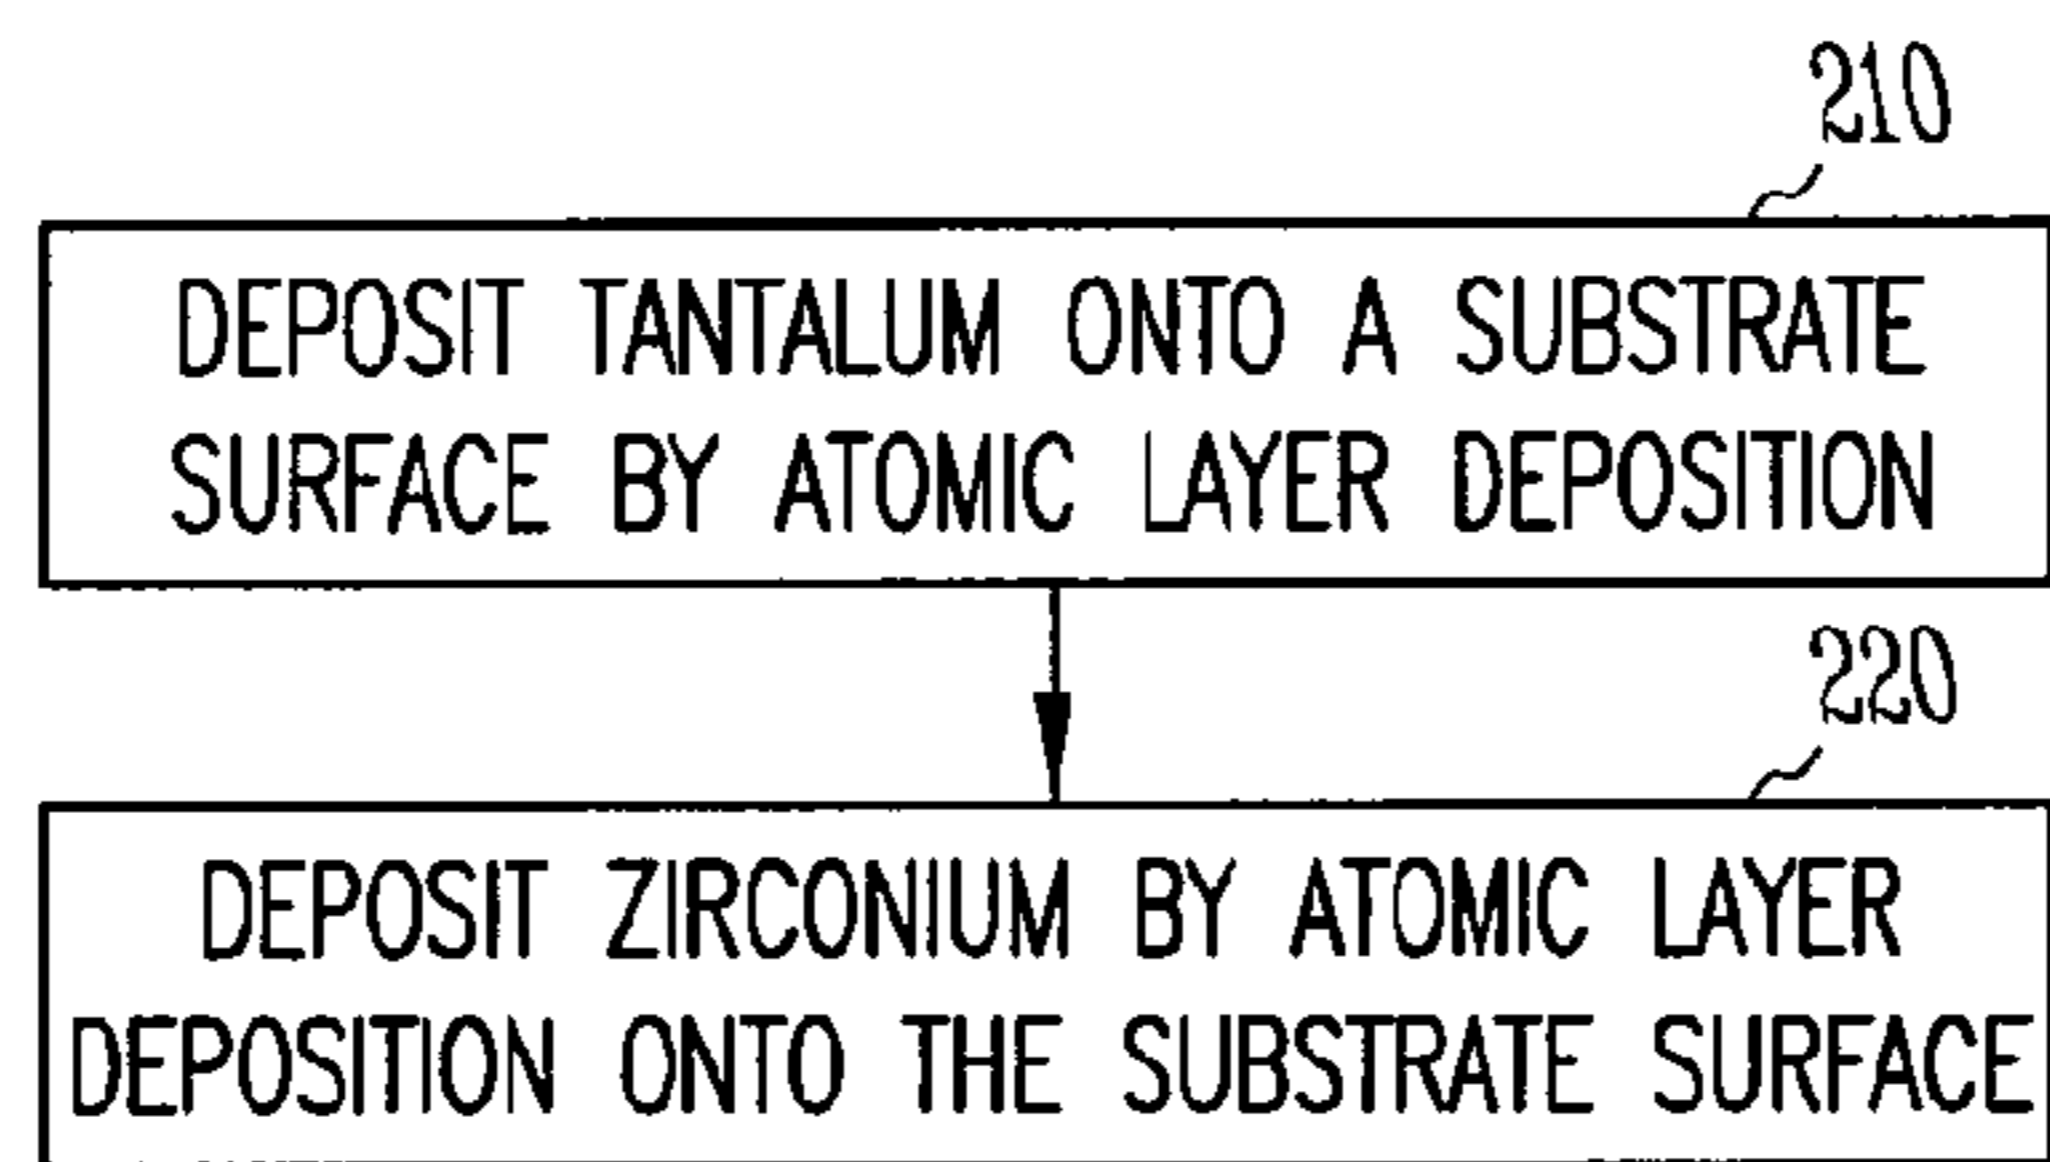 210
DEPOSIT TANTALUM ONTO A SUBSTRATE
SURFACE BY ATOMIC LAYER DEPOSITION
220
DEPOSIT ZIRCONIUM BY ATOMIC LAYER
DEPOSITION ONTO THE SUBSTRATE SURFACE